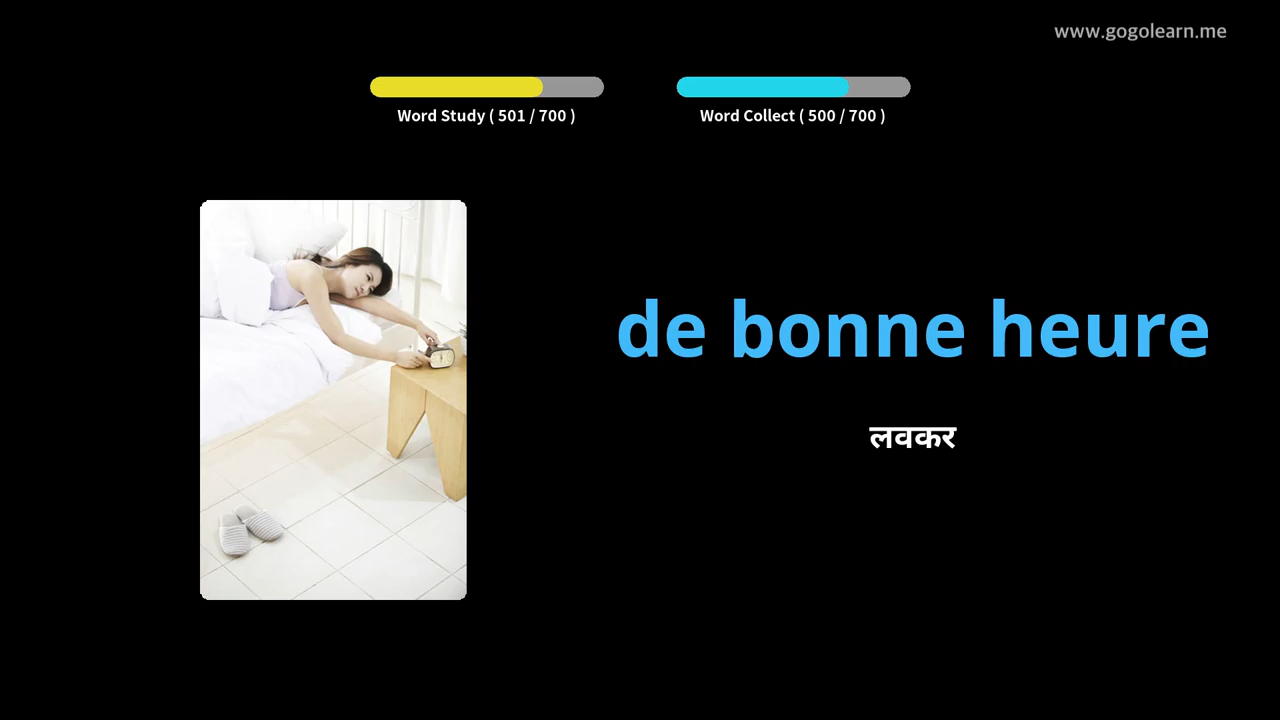 www.gogolearn.me
Word Study ( 501 / 700 )
Word Collect ( 500 / 700 )
de bonne heure
लवकर